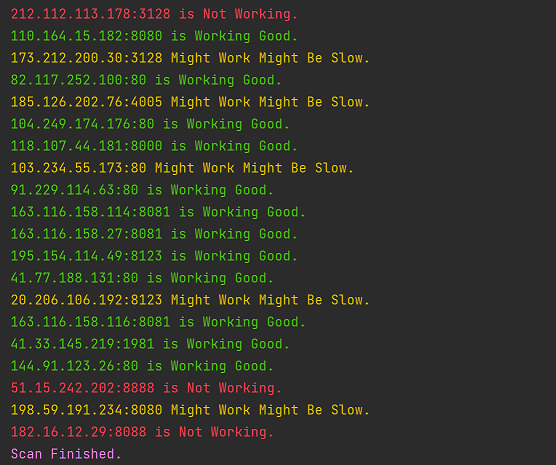 212.112.113.178:3128 is Not Working.
110.164.15.182:8080 is Working Good.
173.212.200.30:3128 Might Work Might Be Slow.
82.117.252.100:80 is Working Good.
185.126.202.76:4005 Might Work Might Be Slow.
104.249.174.176:80 is Working Good.
118.107.44.181:8000 is Working Good.
103.234.55.173:80 Might Work Might Be Slow.
91.229.114.63:80 is Working Good.
163.116.158.114:8081 is Working Good.
163.116.158.27:8081 is Working Good.
195.154.114.49:8123 is Working Good.
41.77.188.131:80 is Working Good.
20.206.106.192:8123 Might Work Might Be Slow.
163.116.158.116:8081 is Working Good.
41.33.145.219:1981 is Working Good.
144.91.123.26:80 is Working Good.
51.15.242.202:8888 is Not Working.
198.59.191.234:8080 Might Work Might Be Slow.
182.16.12.29:8088 is Not Working.
Scan Finished.